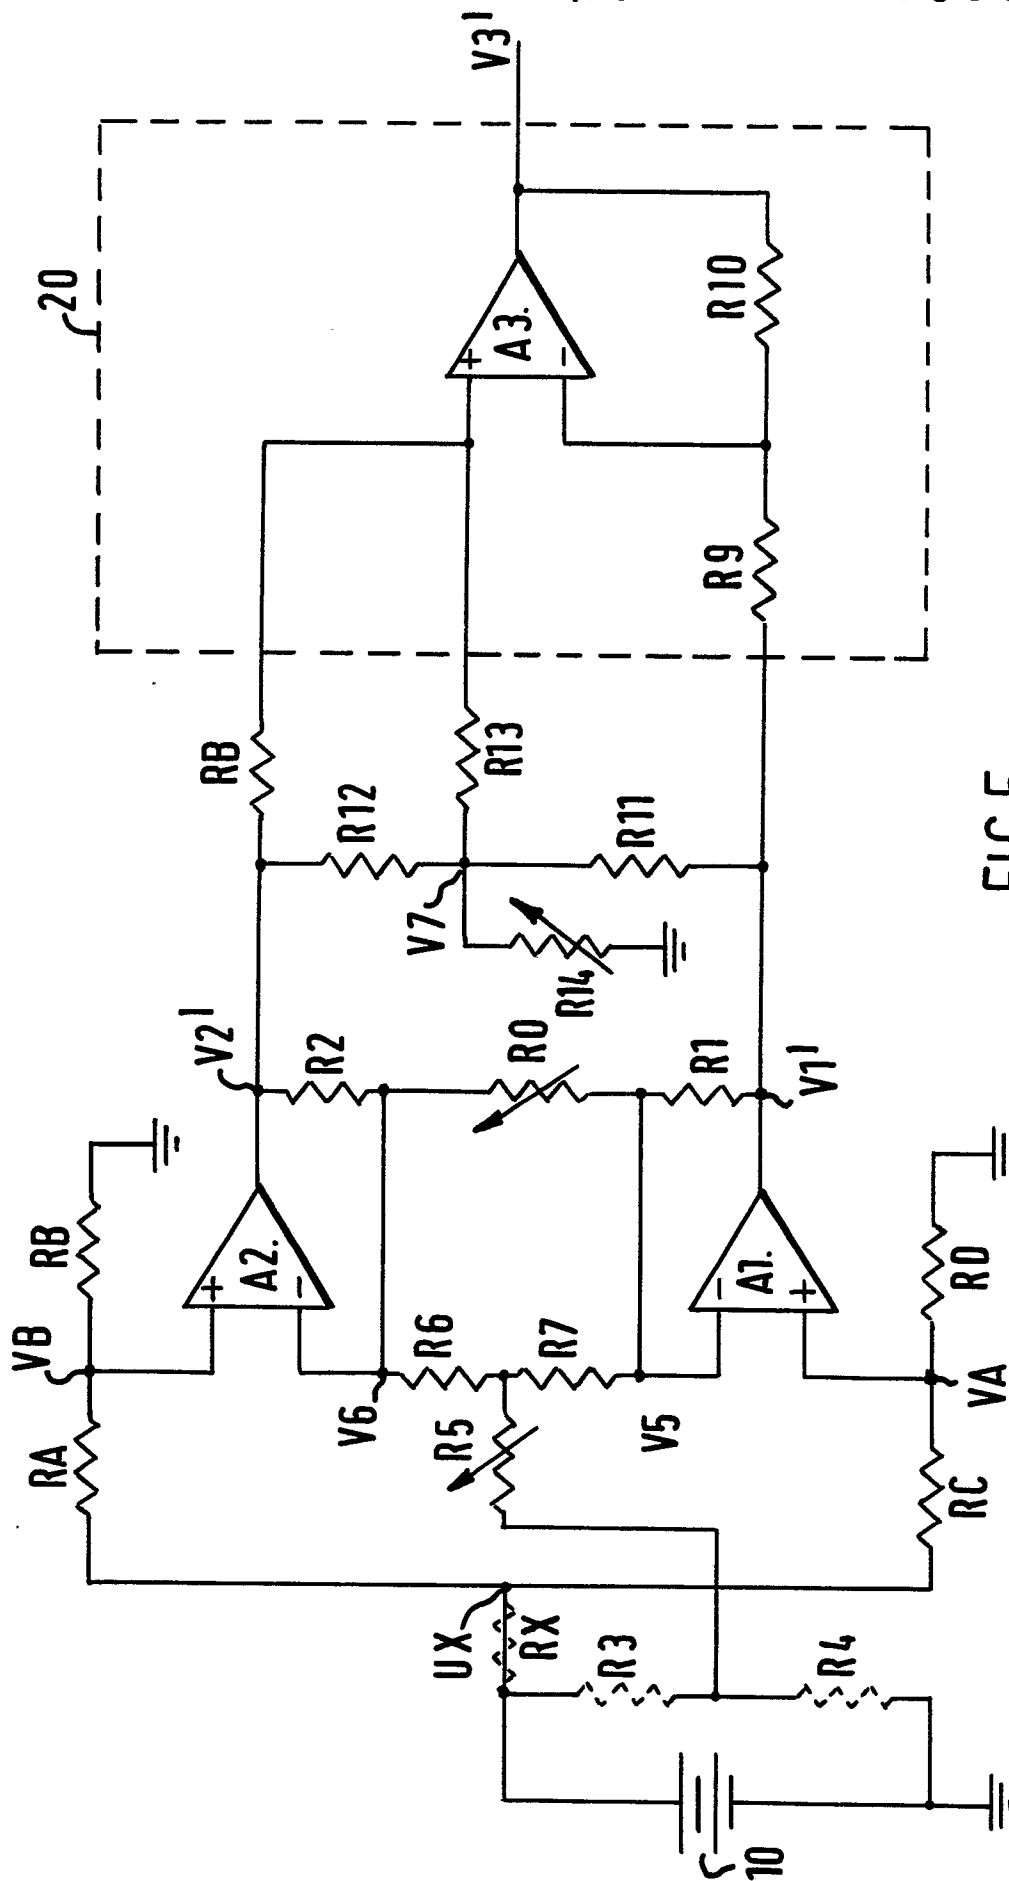 20
V3'
A3.
+
−
R10
R9
RB
R13
R12
R11
V7
R14
V2'
R2
R0
R1
V1'
RB
VB
RA
A2.
+
−
V6
R6
R7
R5
V5
A1.
−
+
RD
VA
RC
UX
RX
R3
R4
10